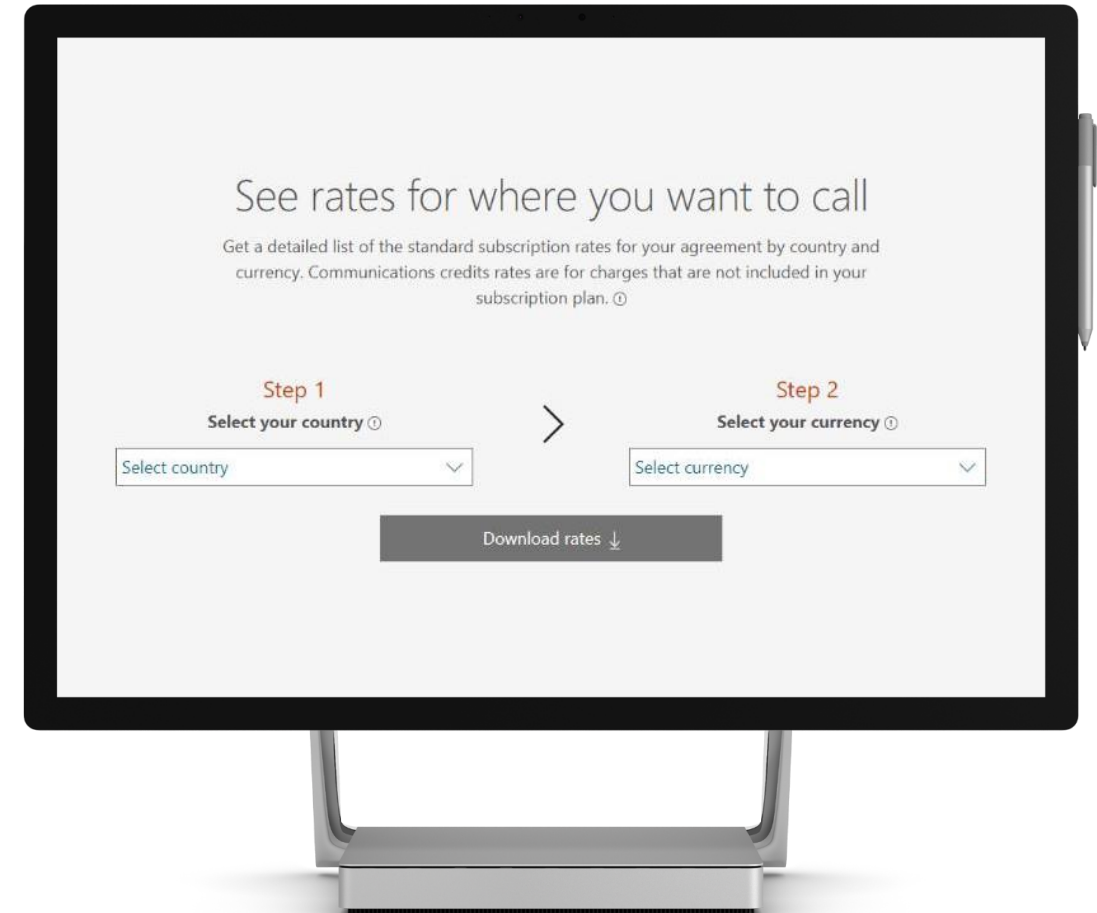 See rates for where you want to call
Get a detailed list of the standard subscription rates for your agreement by country and
currency. Communications credits rates are for charges that are not included in your
subscription plan.
Step 1
Select your country
Select country
Step 2
Select your currency
Select currency
Download rates